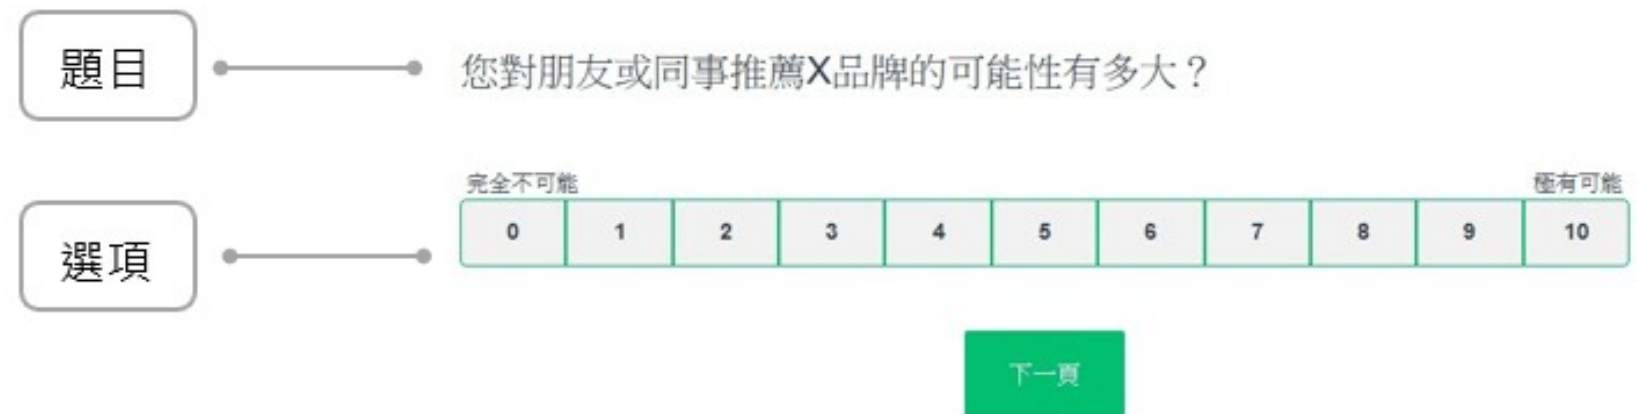 題目
您對朋友或同事推薦X品牌的可能性有多大？
完全不可能 極有可能
選項
0 1 2 3 4 5 6 7 8 9 10
下一頁